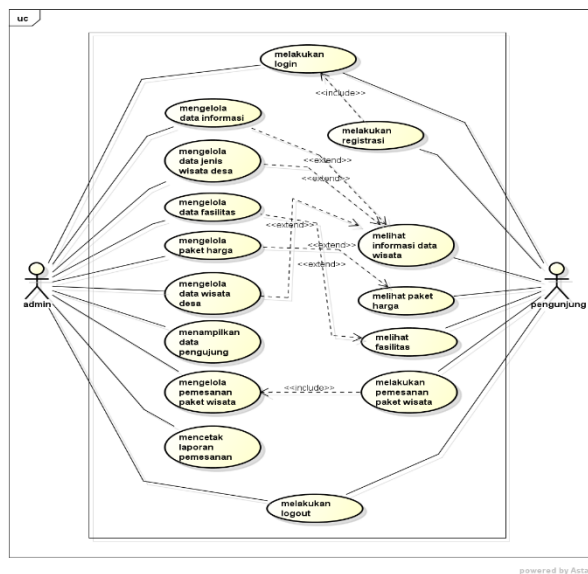 uc
melakukan
login
<<include>>
mengelola
data informasi
melakukan
registrasi
mengelola
data jenis
wisata desa
<<extend>>
<<extend>>
mengelola
data fasilitas
<<extend>>
melihat
informasi data
wisata
mengelola
paket harga
<<extend>>
<<extend>>
admin
pengunjung
mengelola
data wisata
desa
melihat paket
harga
menampilkan
data
pengujung
melihat
fasilitas
mengelola
pemesanan
paket wisata
<<include>>
melakukan
pemesanan
paket wisata
mencetak
laporan
pemesanan
melakukan
logout
powered by Asta